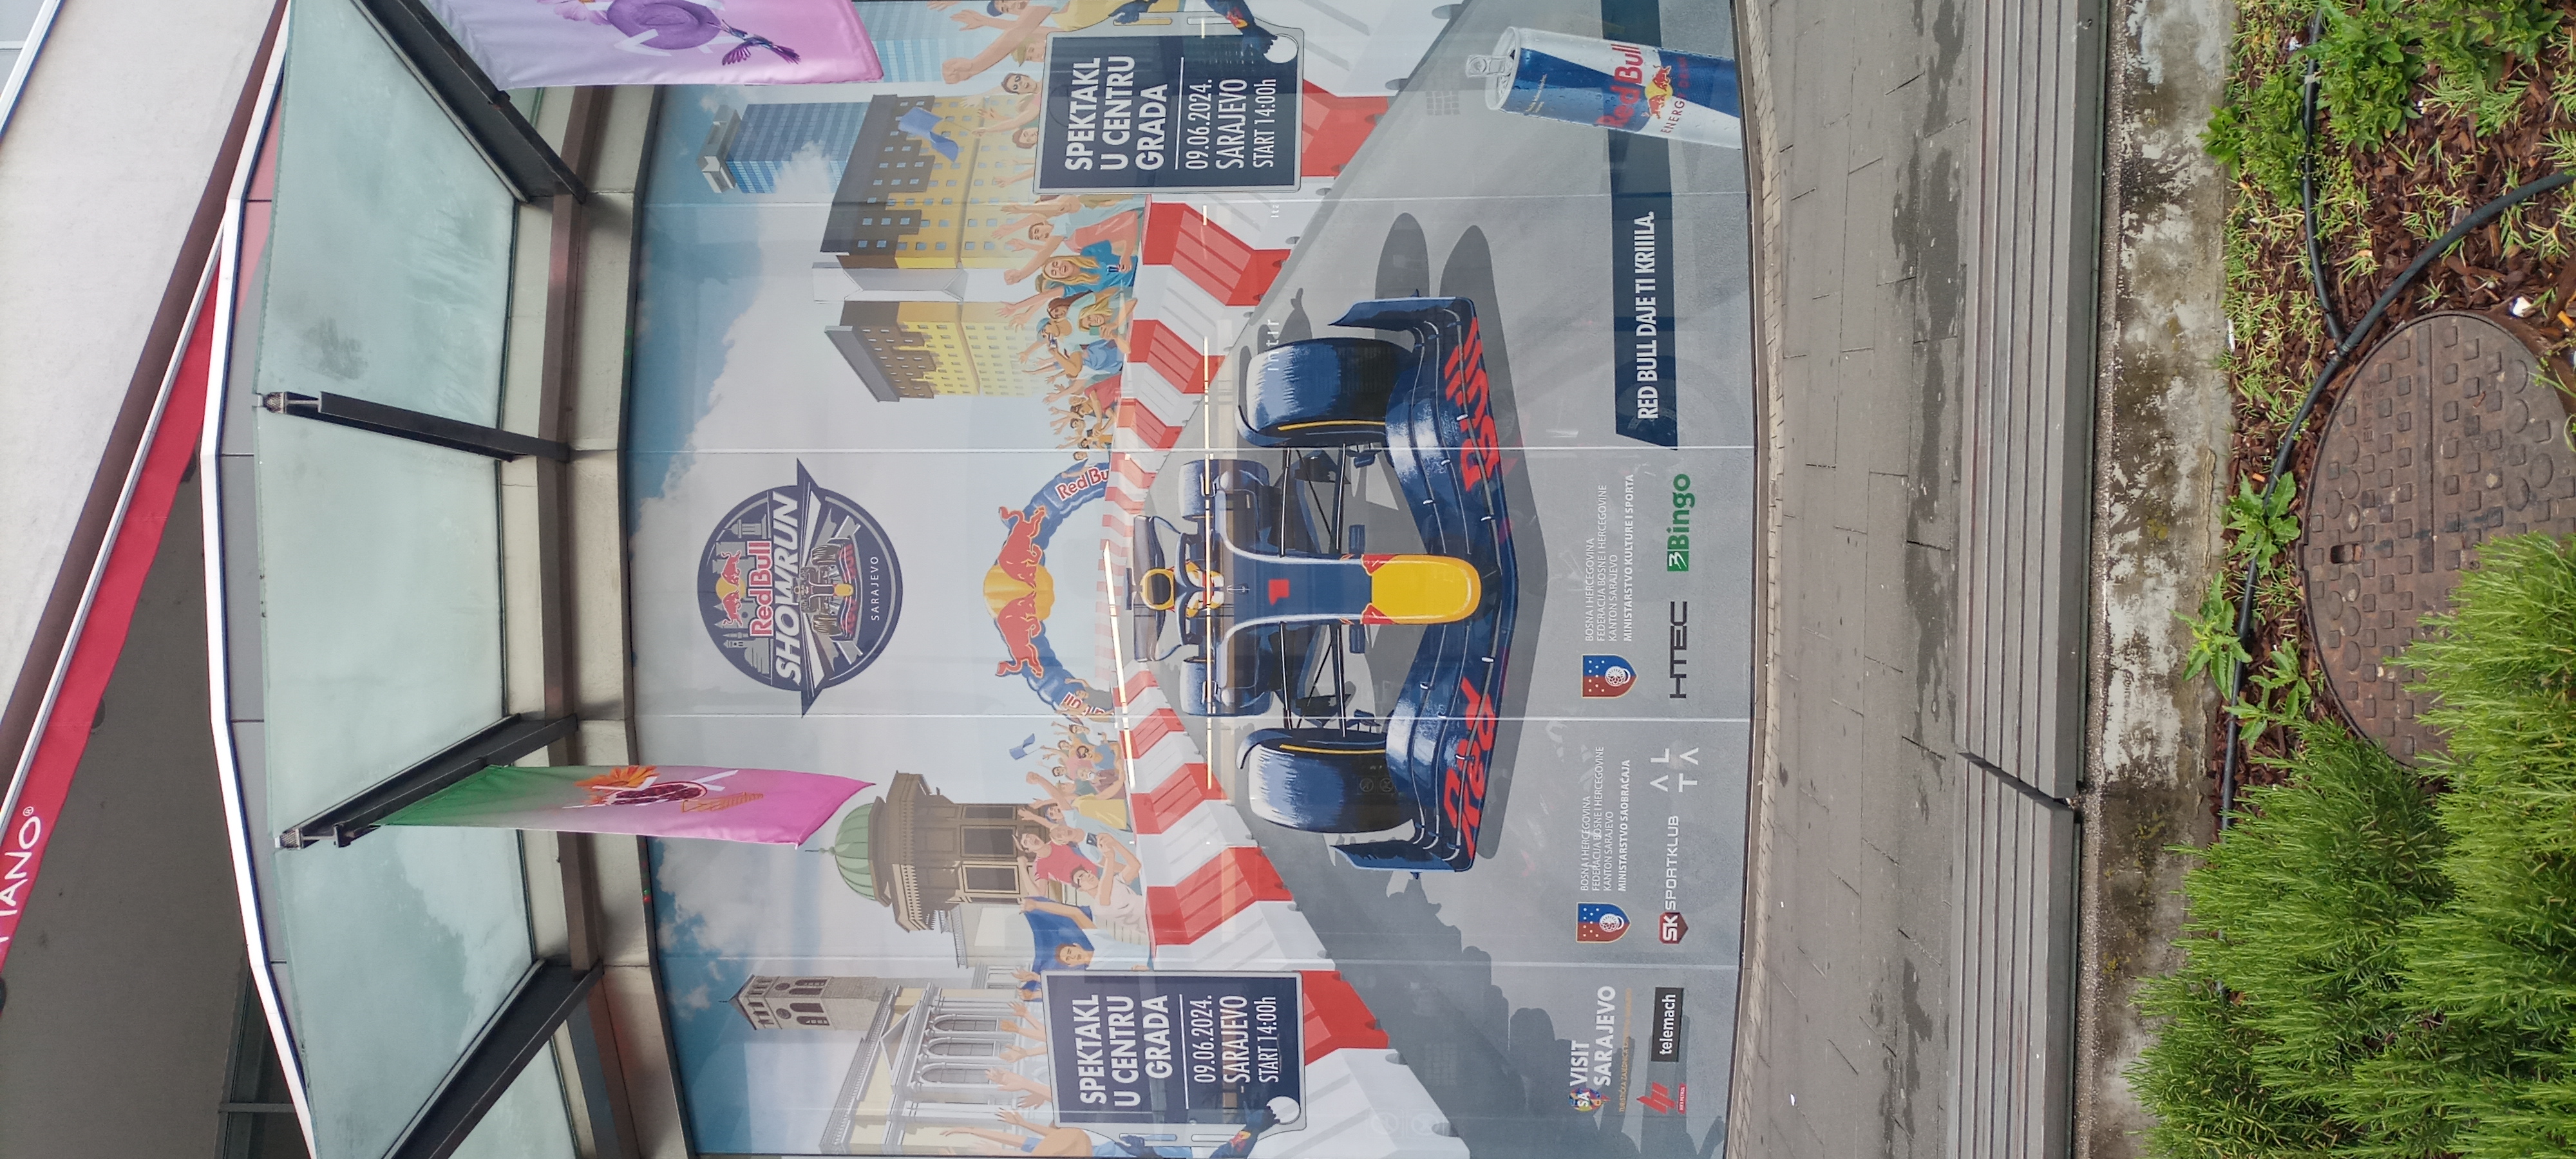 Red Bull
SHOWRUN
SARAJEVO
RedBull
SPEKTAKL
U CENTRU
GRADA
09.06.2024.
SARAJEVO
START 14:00h
SPEKTAKL
U CENTRU
GRADA
09.06.2024.
SARAJEVO
START 14:00h
1
Red Bull
VISIT
SARAJEVO
BOSNA I HERCEGOVINA
FEDERACIJA BOSNE I HERCEGOVINE
KANTON SARAJEVO
MINISTARSTVO SAOBRAĆAJA
BOSNA I HERCEGOVINA
FEDERACIJA BOSNE I HERCEGOVINE
KANTON SARAJEVO
MINISTARSTVO KULTURE I SPORTA
telemach
SK SPORTKLUB
AL
TA
HTEC
Bingo
RED BULL DAJE TI KRIIILA.
Red Bull
ENERGY DRINK